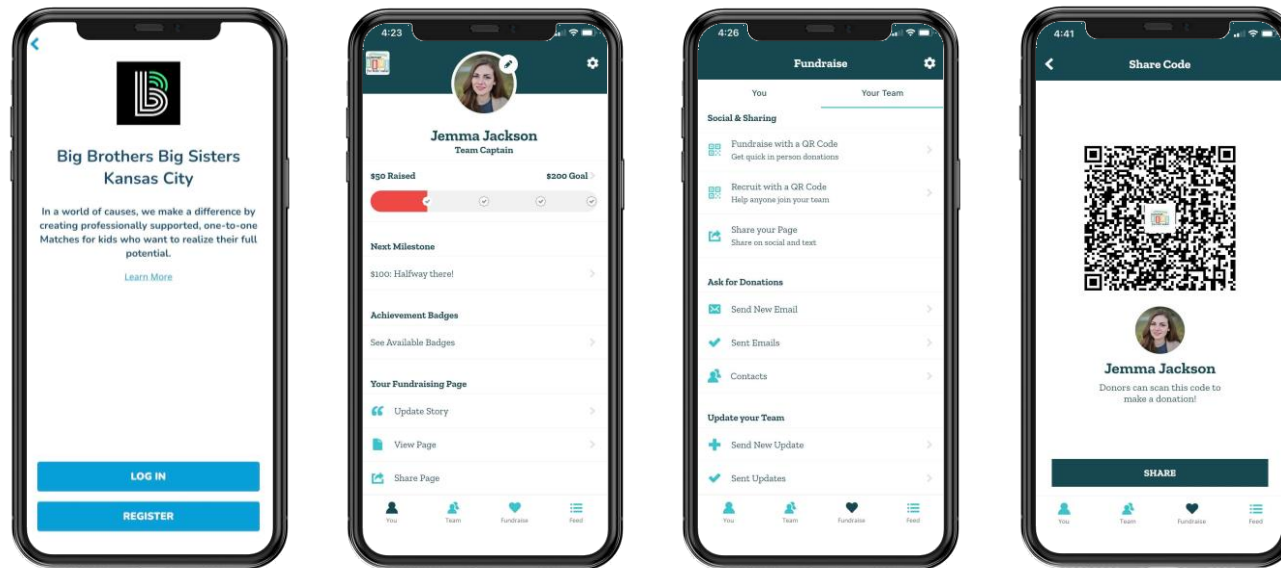 Big Brothers Big Sisters
Kansas City
In a world of causes, we make a difference by
creating professionally supported, one-to-one
Matches for kids who want to realize their full
potential.
Learn More
LOG IN
REGISTER
4:23
Jemma Jackson
Team Captain
$50 Raised
$200 Goal
Next Milestone
$100: Halfway there!
Achievement Badges
See Available Badges
Your Fundraising Page
Update Story
View Page
Share Page
You
Team
Fundraise
Feed
4:26
Fundraise
You
Your Team
Social & Sharing
Fundraise with a QR Code
Get quick in person donations
Recruit with a QR Code
Help anyone join your team
Share your Page
Share on social and text
Ask for Donations
Send New Email
Sent Emails
Contacts
Update your Team
Send New Update
Sent Updates
You
Team
Fundraise
Feed
4:41
Share Code
Jemma Jackson
Donors can scan this code to
make a donation!
SHARE
You
Team
Fundraise
Feed